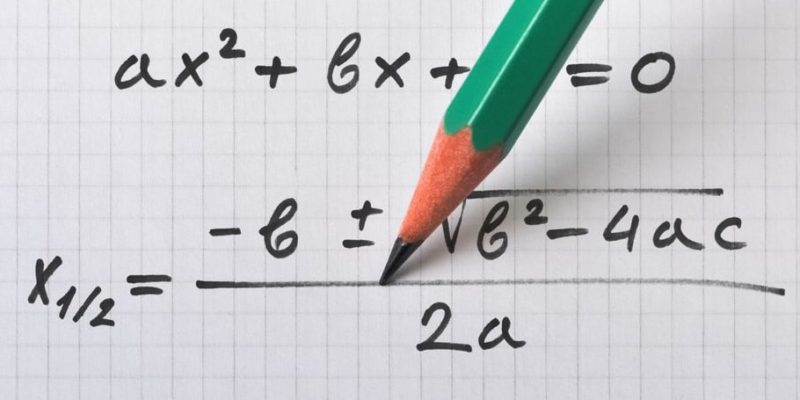 ax² + bx + = 0
x₁/₂ = (-b ± √(b² - 4ac)) / 2a